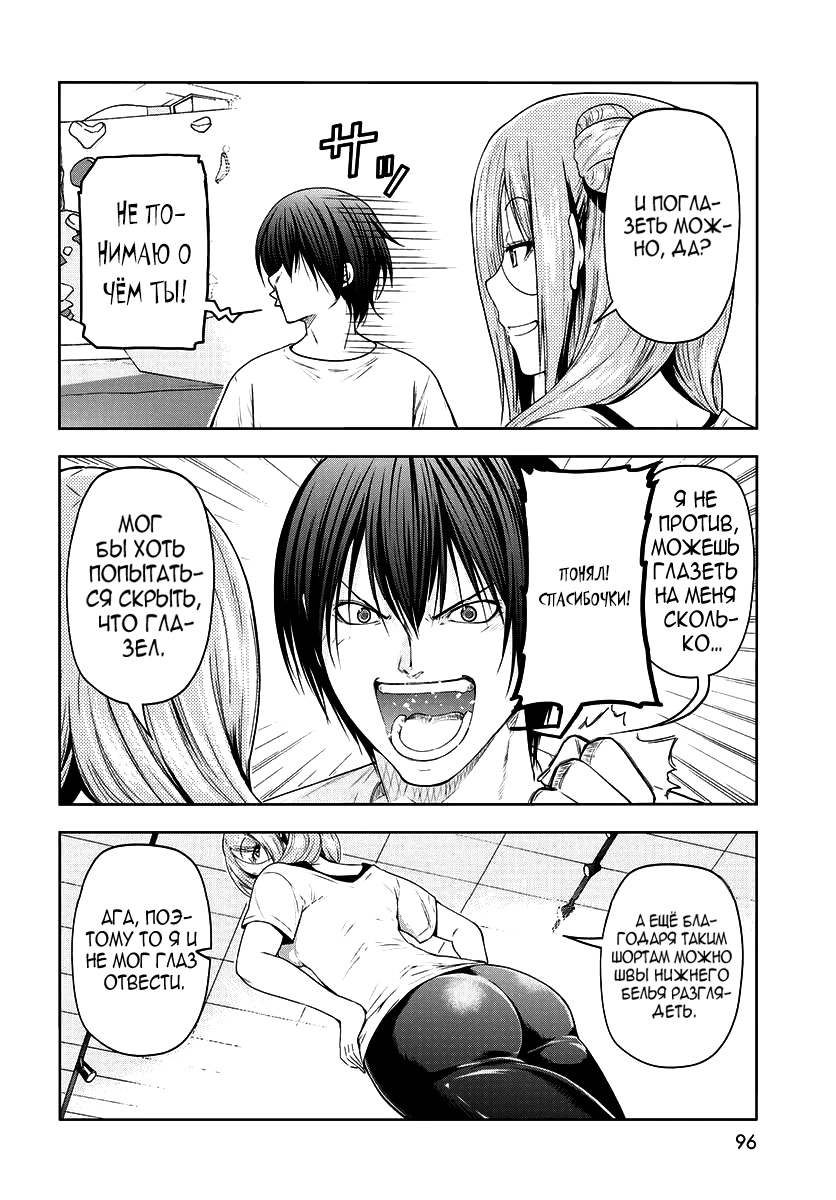 И ПОГЛА-
ЗЕТЬ МОЖ-
НО, ДА?
ザッ
НЕ ПО-
НИМАЮ О
ЧЁМ ТЫ!
Я НЕ
ПРОТИВ,
МОЖЕШЬ
ГЛАЗЕТЬ
НА МЕНЯ
СКОЛЬ-
КО...
ПОНЯЛ!
СПАСИБОЧКИ!
МОГ
БЫ ХОТЬ
ПОПЫТАТЬ-
СЯ СКРЫТЬ,
ЧТО ГЛА-
ЗЕЛ.
А ЕЩЁ БЛА-
ГОДАРЯ ТАКИМ
ШОРТАМ МОЖНО
ШВЫ НИЖНЕГО
БЕЛЬЯ РАЗГЛЯ-
ДЕТЬ.
АГА, ПОЭ-
ТОМУ ТО Я И
НЕ МОГ ГЛАЗ
ОТВЕСТИ.
96